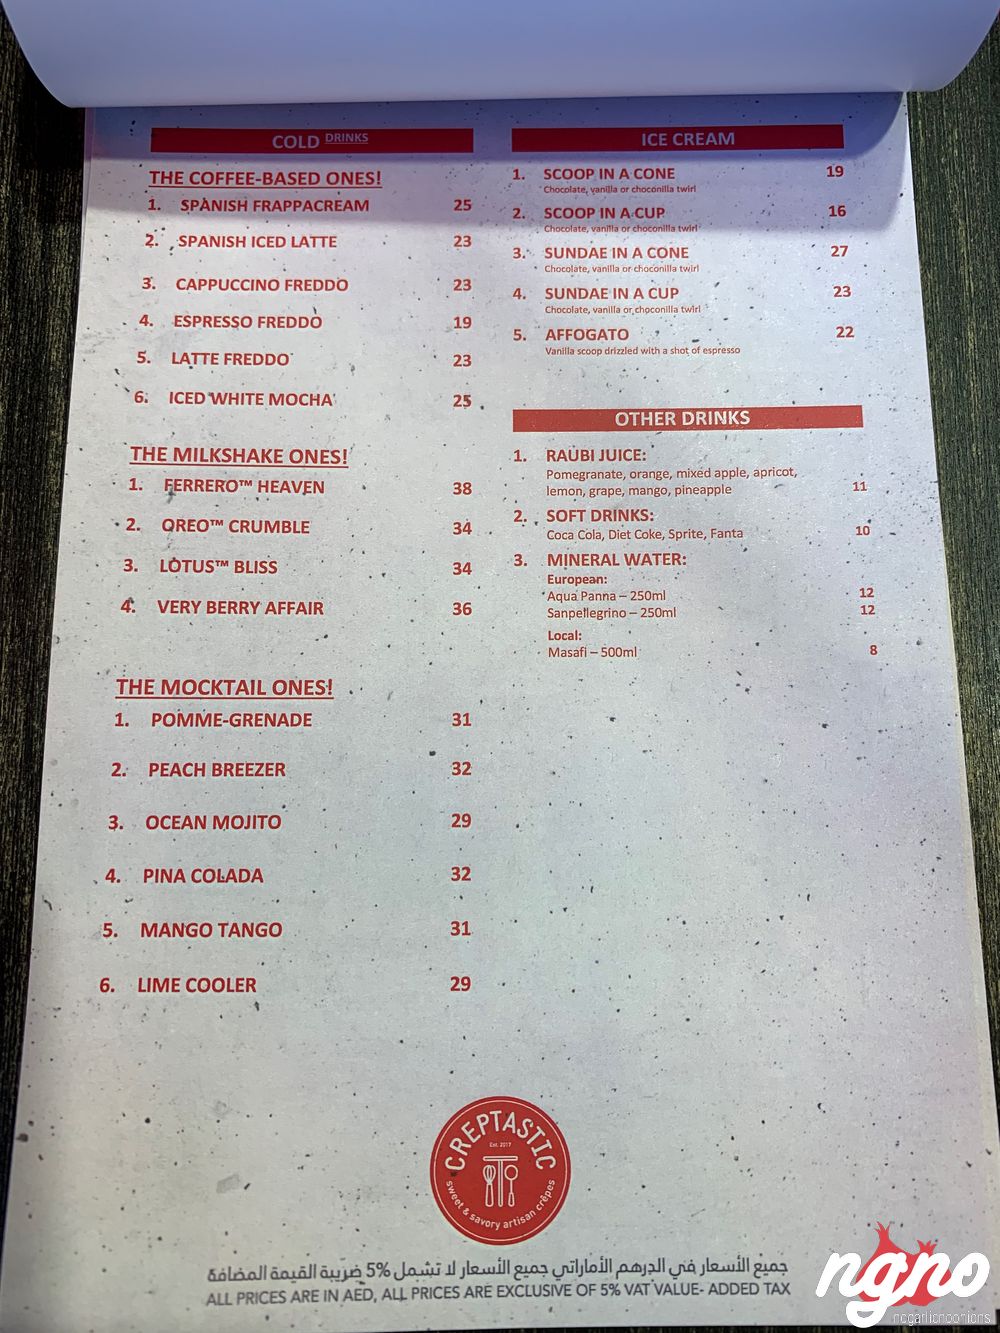 COLD DRINKS
THE COFFEE-BASED ONES!
1. SPANISH FRAPPACREAM 25
2. SPANISH ICED LATTE 23
3. CAPPUCCINO FREDDO 23
4. ESPRESSO FREDDO 19
5. LATTE FREDDO 23
6. ICED WHITE MOCHA 25
THE MILKSHAKE ONES!
1. FERRERO™ HEAVEN 38
2. OREO™ CRUMBLE 34
3. LOTUS™ BLISS 34
4. VERY BERRY AFFAIR 36
THE MOCKTAIL ONES!
1. POMME-GRENADE 31
2. PEACH BREEZER 32
3. OCEAN MOJITO 29
4. PINA COLADA 32
5. MANGO TANGO 31
6. LIME COOLER 29
ICE CREAM
1. SCOOP IN A CONE 19
Chocolate, vanilla or choconilla twirl
2. SCOOP IN A CUP 16
Chocolate, vanilla or choconilla twirl
3. SUNDAE IN A CONE 27
Chocolate, vanilla or choconilla twirl
4. SUNDAE IN A CUP 23
Chocolate, vanilla or choconilla twirl
5. AFFOGATO 22
Vanilla scoop drizzled with a shot of espresso
OTHER DRINKS
1. RAUBI JUICE:
Pomegranate, orange, mixed apple, apricot,
lemon, grape, mango, pineapple 11
2. SOFT DRINKS:
Coca Cola, Diet Coke, Sprite, Fanta 10
3. MINERAL WATER:
European:
Aqua Panna – 250ml 12
Sanpellegrino – 250ml 12
Local:
Masafi – 500ml 8
CREPTASTIC
Est. 2017
sweet & savory artisan crêpes
جميع الأسعار في الدرهم الأماراتي جميع الأسعار لا تشمل 5% ضريبة القيمة المضافة
ALL PRICES ARE IN AED, ALL PRICES ARE EXCLUSIVE OF 5% VAT VALUE- ADDED TAX
ngno
nogarlicnoonions